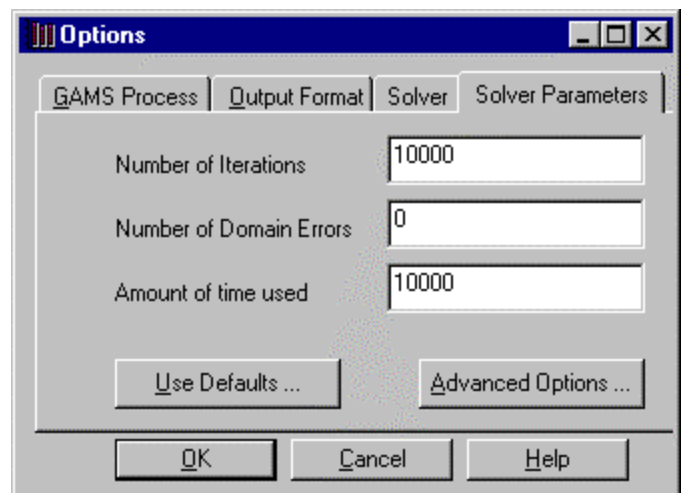 Options
GAMS Process Output Format Solver Solver Parameters
Number of Iterations 10000
Number of Domain Errors 0
Amount of time used 10000
Use Defaults ... Advanced Options ...
OK Cancel Help